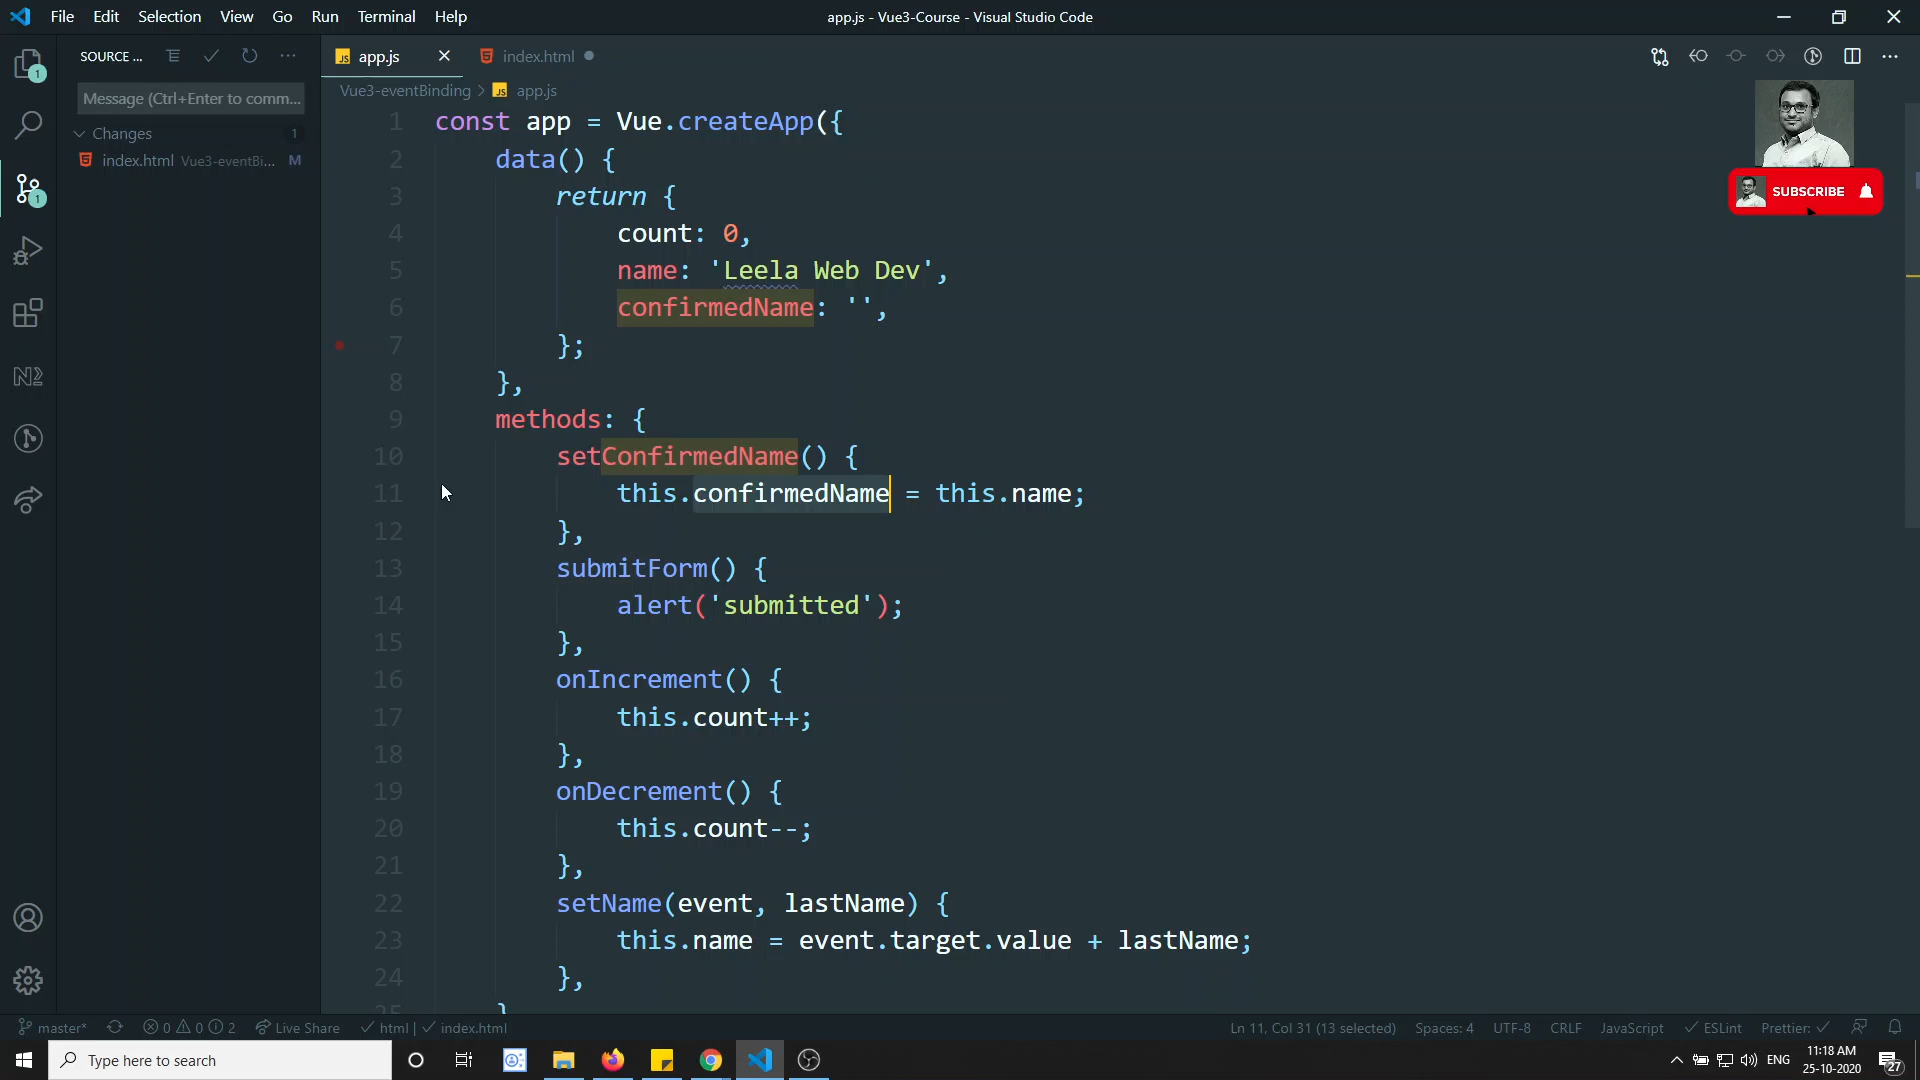 File Edit Selection View Go Run Terminal Help
app.js - Vue3-Course - Visual Studio Code
SOURCE ...
app.js
index.html
1
Message (Ctrl+Enter to comm...
Vue3-eventBinding > app.js
Changes 1
index.html Vue3-eventBi... M
1
SUBSCRIBE
1 const app = Vue.createApp({
2 data() {
3 return {
4 count: 0,
5 name: 'Leela Web Dev',
6 confirmedName: '',
7 };
8 },
9 methods: {
10 setConfirmedName() {
11 this.confirmedName = this.name;
12 },
13 submitForm() {
14 alert('submitted');
15 },
16 onIncrement() {
17 this.count++;
18 },
19 onDecrement() {
20 this.count--;
21 },
22 setName(event, lastName) {
23 this.name = event.target.value + lastName;
24 },
25 }
master* 0 0 2 Live Share html | index.html
Ln 11, Col 31 (13 selected) Spaces: 4 UTF-8 CRLF JavaScript ESLint Prettier:
Type here to search
ENG
11:18 AM
25-10-2020
27